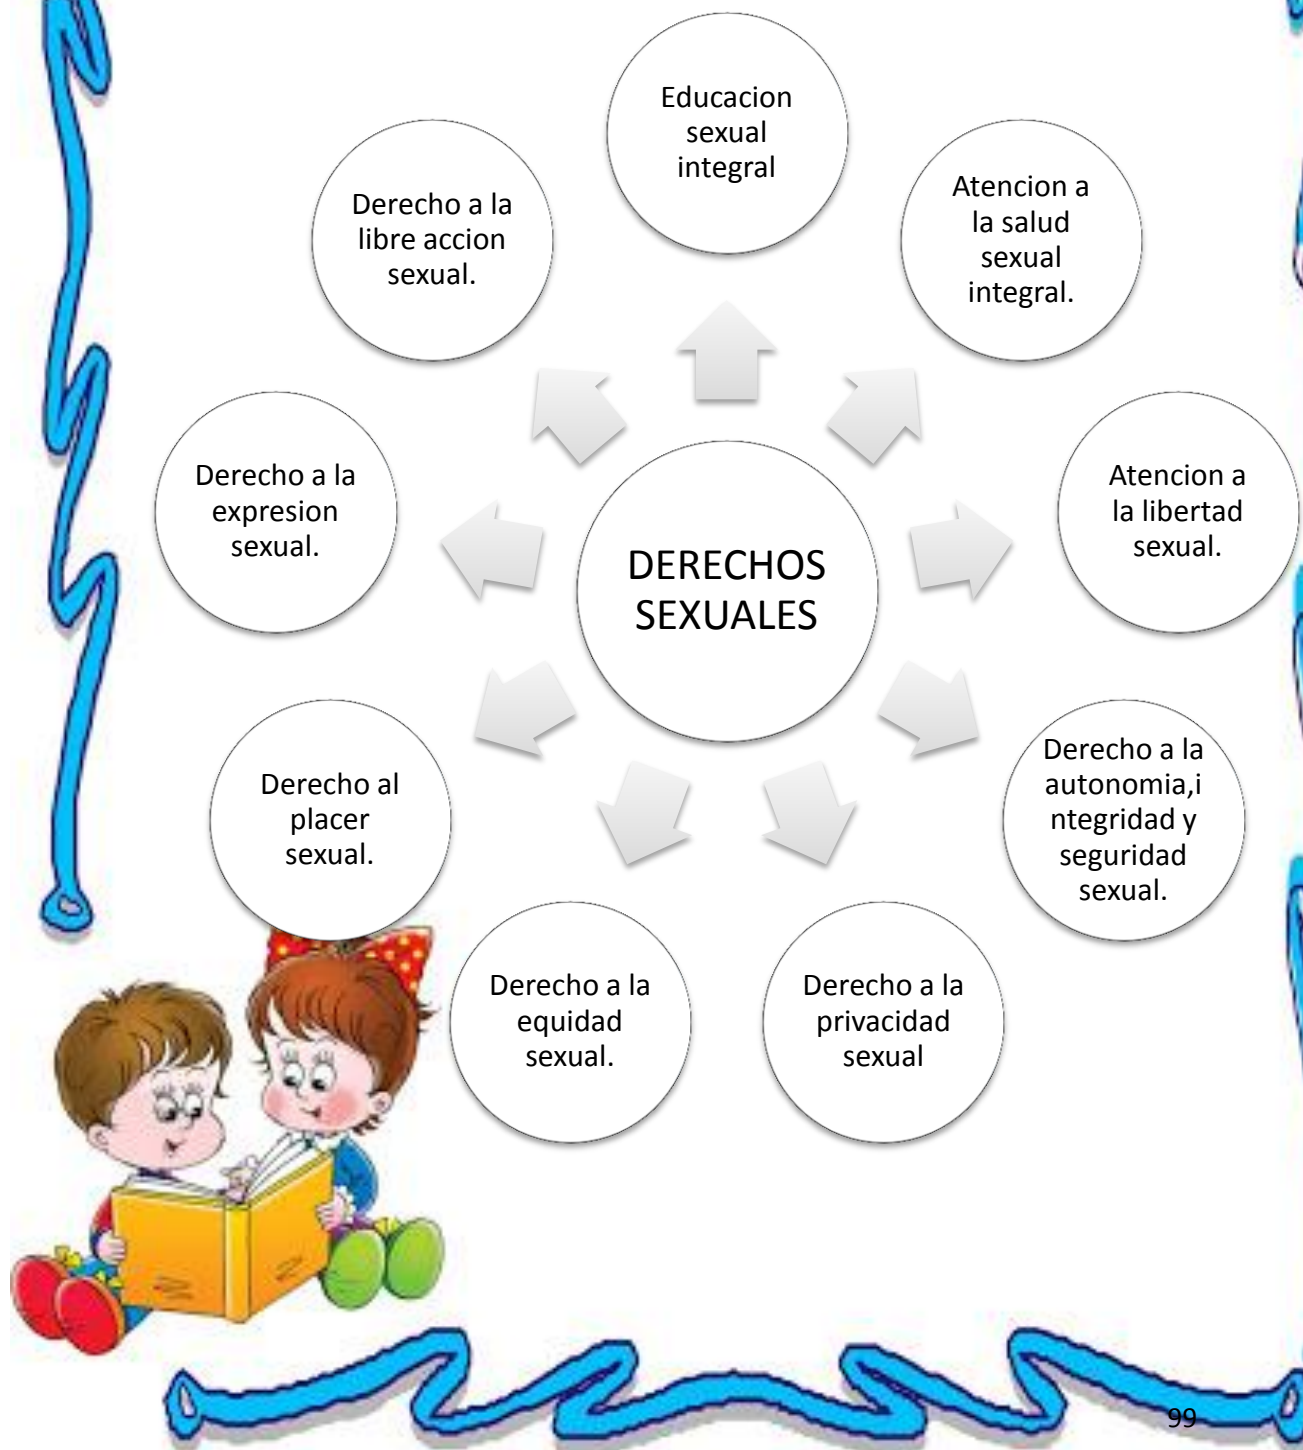 Educacion
sexual
integral
Atencion a
la salud
sexual
integral.
Atencion a
la libertad
sexual.
Derecho a la
autonomia,i
ntegridad y
seguridad
sexual.
Derecho a la
privacidad
sexual
Derecho a la
equidad
sexual.
Derecho al
placer
sexual.
Derecho a la
expresion
sexual.
Derecho a la
libre accion
sexual.
DERECHOS
SEXUALES
99